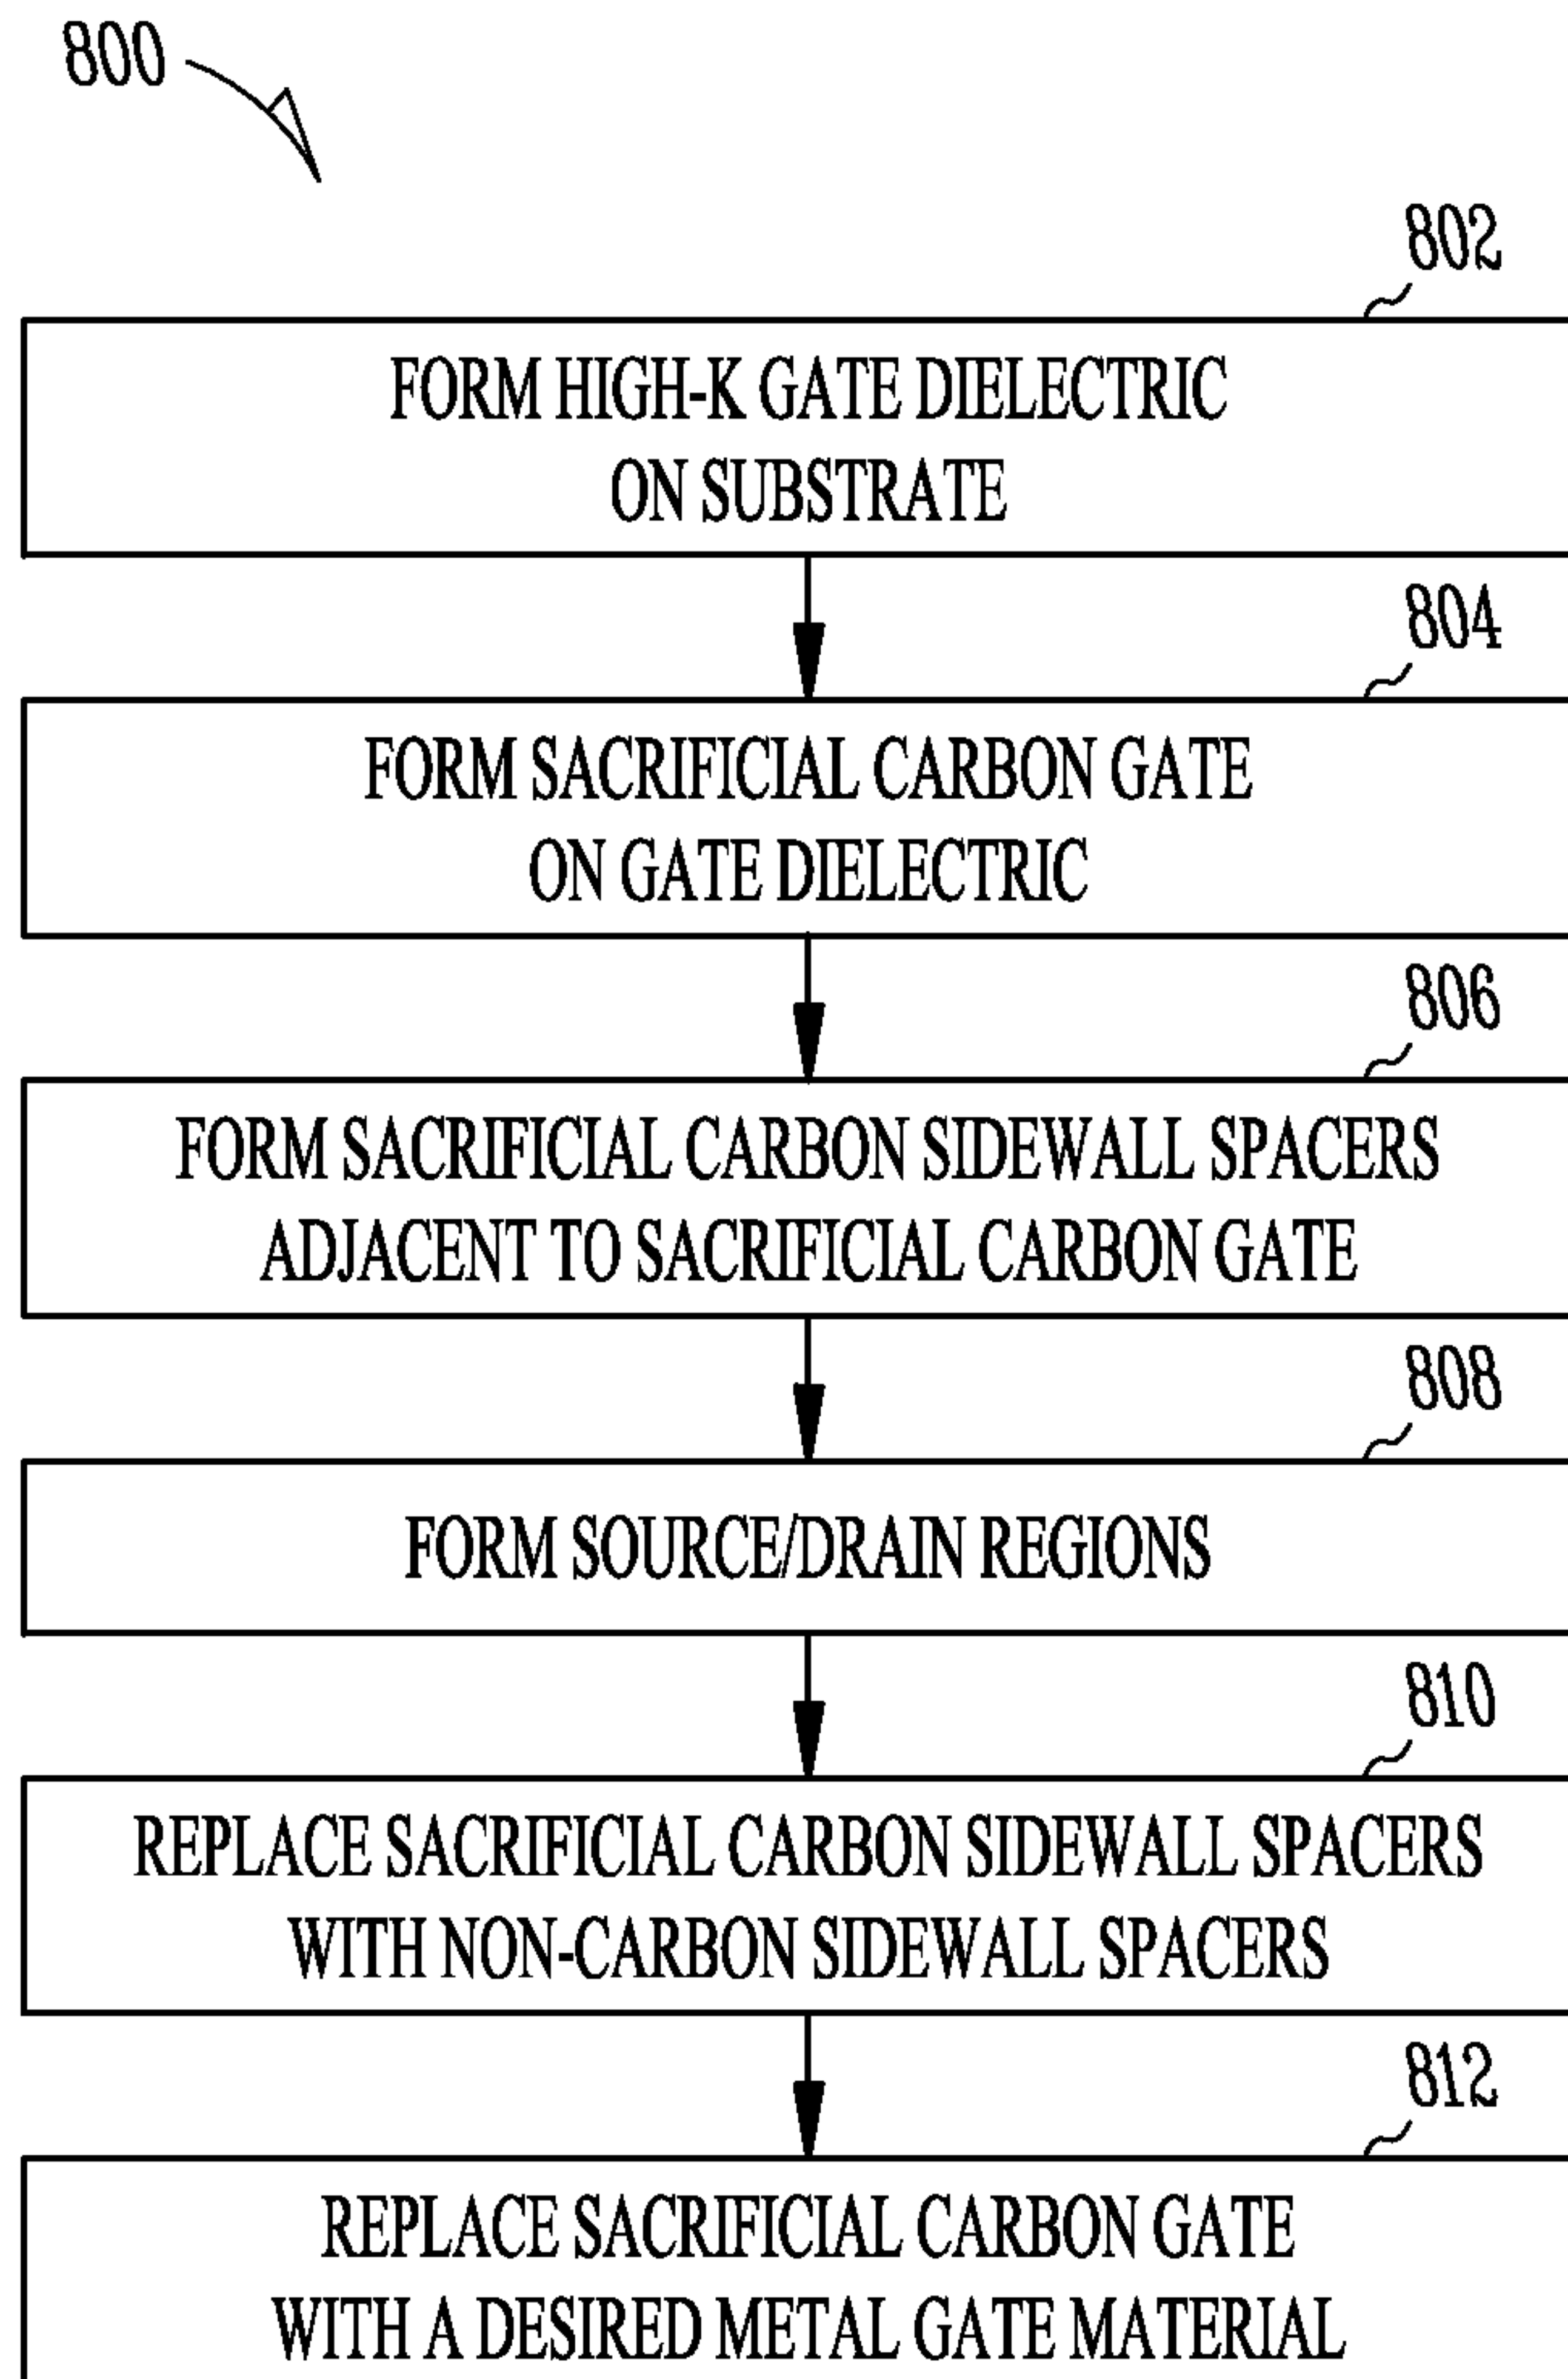 800
802
FORM HIGH-K GATE DIELECTRIC
ON SUBSTRATE
804
FORM SACRIFICIAL CARBON GATE
ON GATE DIELECTRIC
806
FORM SACRIFICIAL CARBON SIDEWALL SPACERS
ADJACENT TO SACRIFICIAL CARBON GATE
808
FORM SOURCE/DRAIN REGIONS
810
REPLACE SACRIFICIAL CARBON SIDEWALL SPACERS
WITH NON-CARBON SIDEWALL SPACERS
812
REPLACE SACRIFICIAL CARBON GATE
WITH A DESIRED METAL GATE MATERIAL